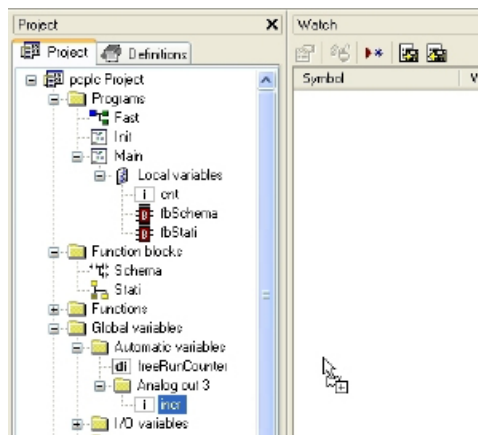 Project
Watch
Project
Definitions
Symbol
pcplc Project
Programs
Fast
Init
Main
Local variables
i cnt
fbSchema
fbStati
Function blocks
Schema
Stati
Functions
Global variables
Automatic variables
di freeRunCounter
Analog out 3
i incr
I/O variables